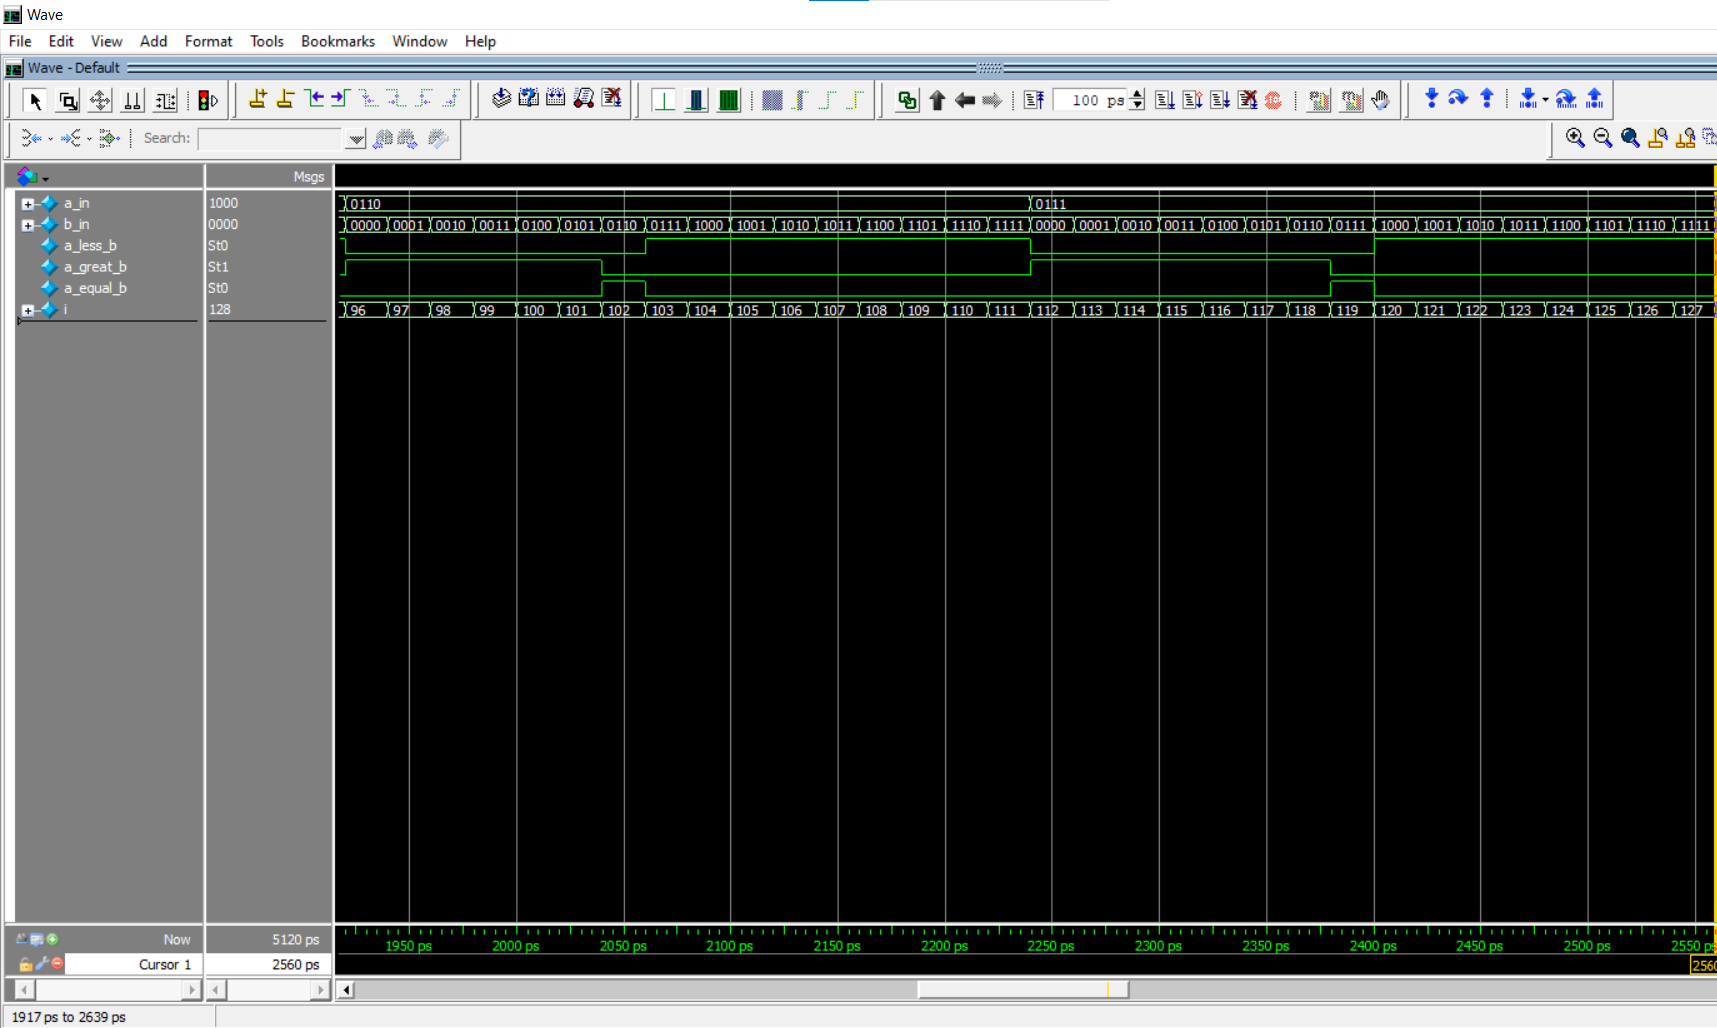 Wave
File Edit View Add Format Tools Bookmarks Window Help
Wave - Default
100 ps
Search:
Msgs
a_in 1000 0110 0111
b_in 0000 0000 0001 0010 0011 0100 0101 0110 0111 1000 1001 1010 1011 1100 1101 1110 1111 0000 0001 0010 0011 0100 0101 0110 0111 1000 1001 1010 1011 1100 1101 1110 1111
a_less_b St0
a_great_b St1
a_equal_b St0
i 128 96 97 98 99 100 101 102 103 104 105 106 107 108 109 110 111 112 113 114 115 116 117 118 119 120 121 122 123 124 125 126 127
Now 5120 ps 1950 ps 2000 ps 2050 ps 2100 ps 2150 ps 2200 ps 2250 ps 2300 ps 2350 ps 2400 ps 2450 ps 2500 ps 2550 ps
Cursor 1 2560 ps 2560
1917 ps to 2639 ps